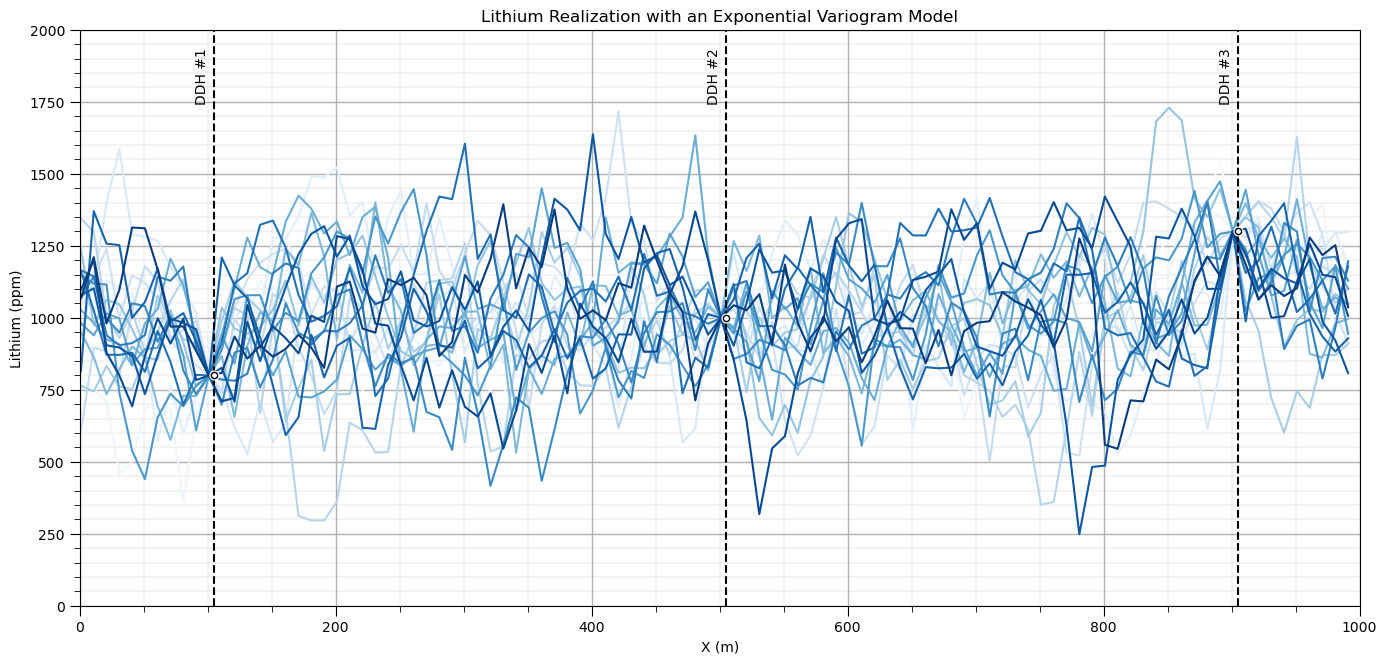 Lithium Realization with an Exponential Variogram Model
2000
1750
1500
1250
1000
750
500
250
0
Lithium (ppm)
DDH #1
DDH #2
DDH #3
0
200
400
600
800
1000
X (m)